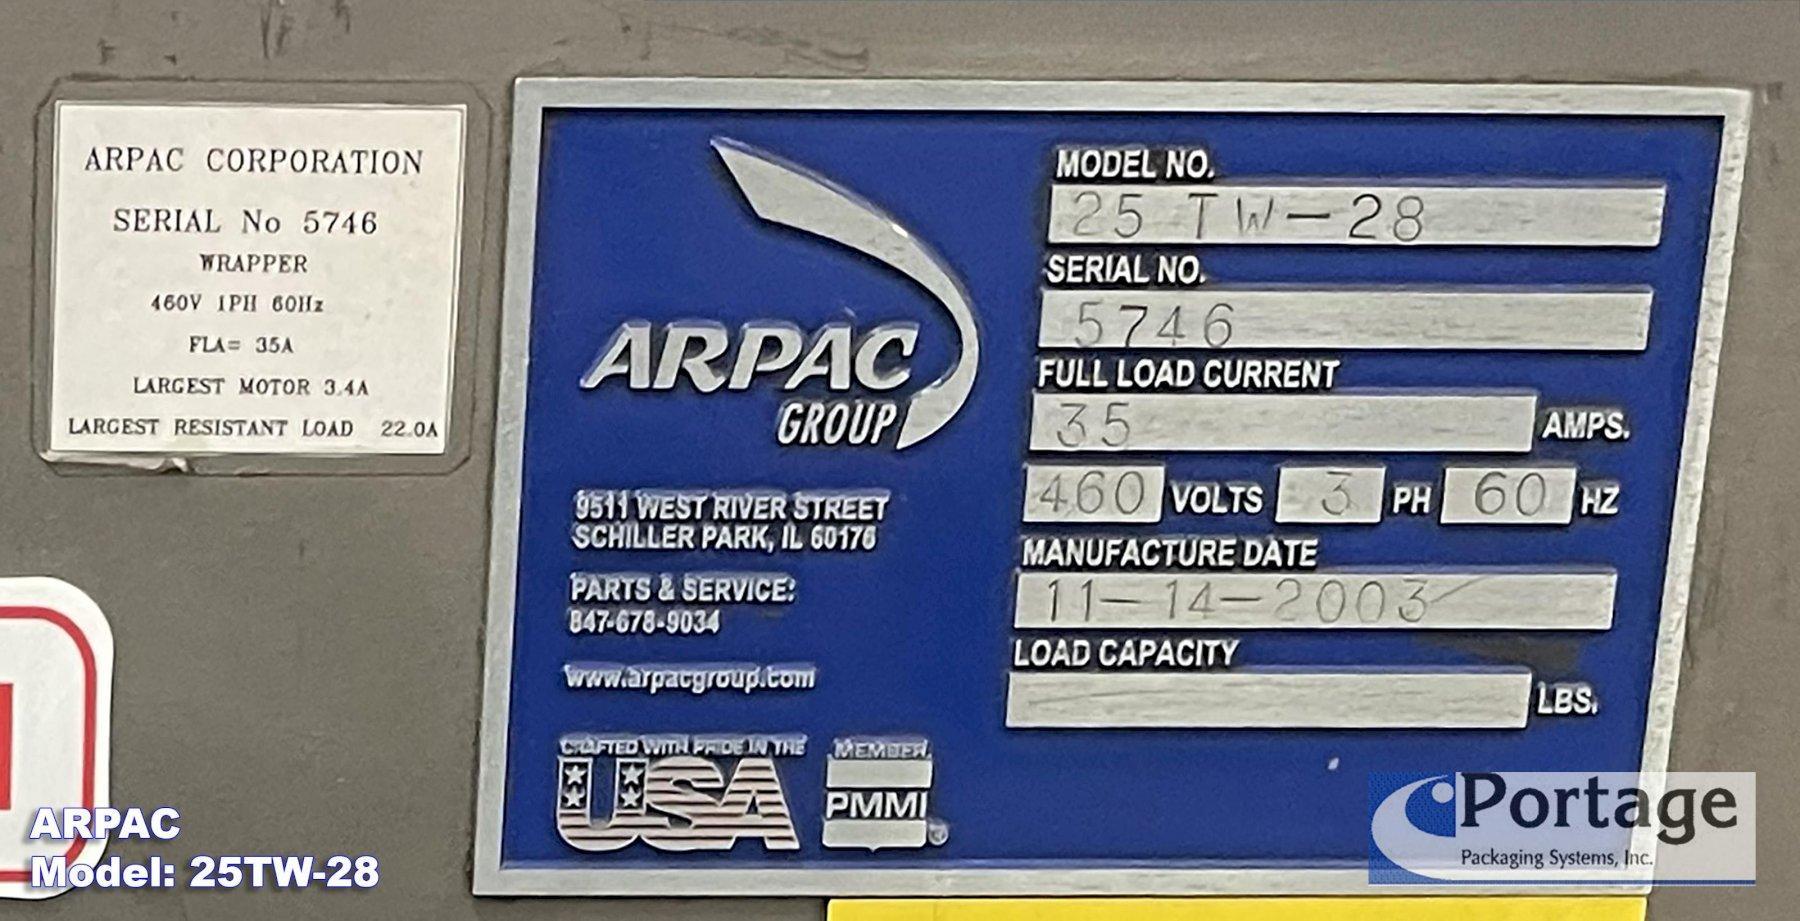 ARPAC CORPORATION
SERIAL No 5746
WRAPPER
460V 1PH 60Hz
FLA= 35A
LARGEST MOTOR 3.4A
LARGEST RESISTANT LOAD 22.0A
ARPAC
GROUP
9511 WEST RIVER STREET
SCHILLER PARK, IL 60176
PARTS & SERVICE:
847-678-9034
www.arpacgroup.com
CRAFTED WITH PRIDE IN THE
USA
MEMBER
PMMI
®
MODEL NO.
25 TW-28
SERIAL NO.
5746
FULL LOAD CURRENT
35 AMPS.
460 VOLTS 3 PH 60 HZ
MANUFACTURE DATE
11-14-2003
LOAD CAPACITY
LBS.
ARPAC
Model: 25TW-28
Portage
Packaging Systems, Inc.